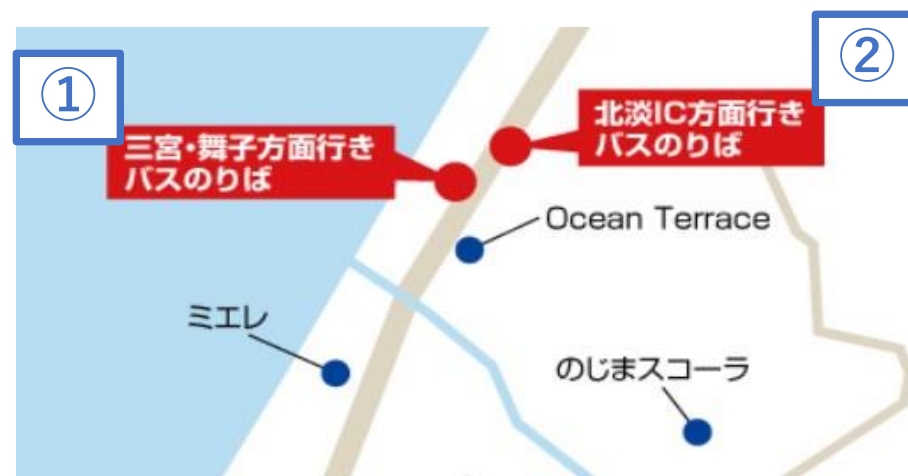 ①
②
三宮・舞子方面行き
バスのりば
北淡IC方面行き
バスのりば
Ocean Terrace
ミエレ
のじまスコーラ